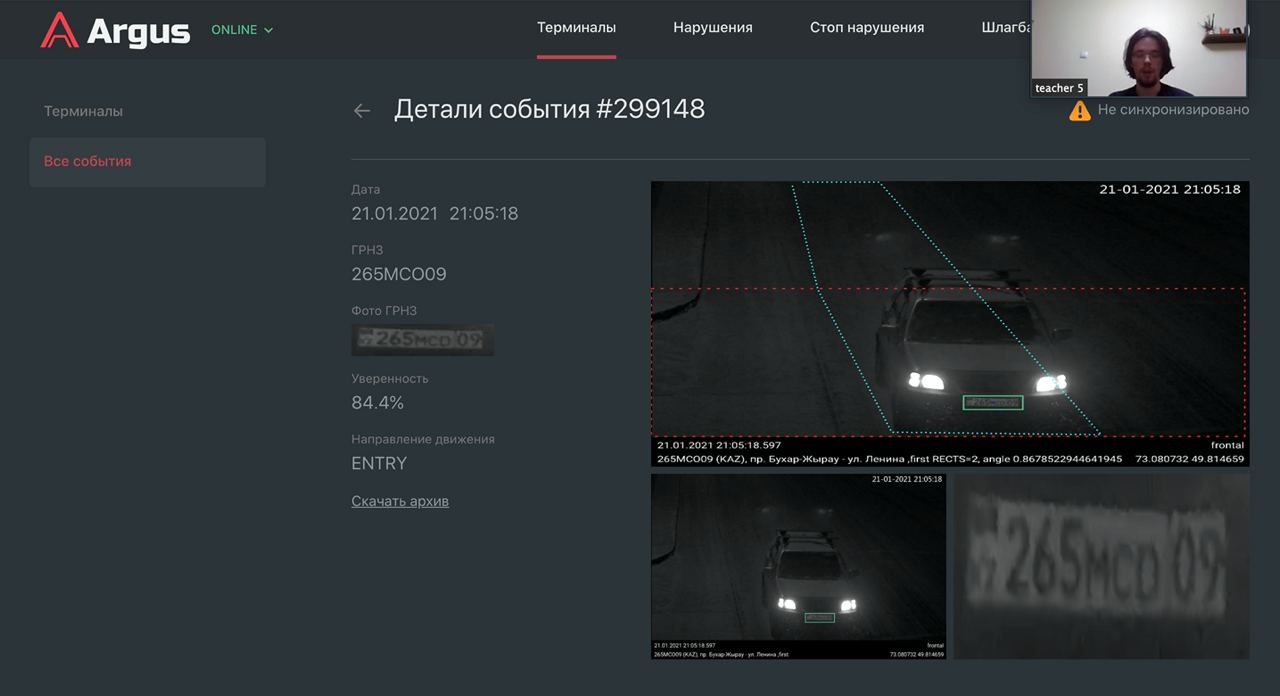 Argus
ONLINE
Терминалы
Нарушения
Стоп нарушения
Шлагба
teacher 5
Терминалы
Все события
Детали события #299148
Не синхронизировано
Дата
21.01.2021 21:05:18
ГРНЗ
265MCO09
Фото ГРНЗ
265MCO 09
Уверенность
84.4%
Направление движения
ENTRY
Скачать архив
21-01-2021 21:05:18
21.01.2021 21:05:18.597
frontal
265MCO09 (KAZ), пр. Бухар-Жырау - ул. Ленина ,first RECTS=2, angle 0.8678522944641945 73.080732 49.814659
21-01-2021 21:05:18
21.01.2021 21:05:18.597
frontal
265MCO09 (KAZ), пр. Бухар-Жырау - ул. Ленина ,first
73.080732 49.814659
265MCO 09